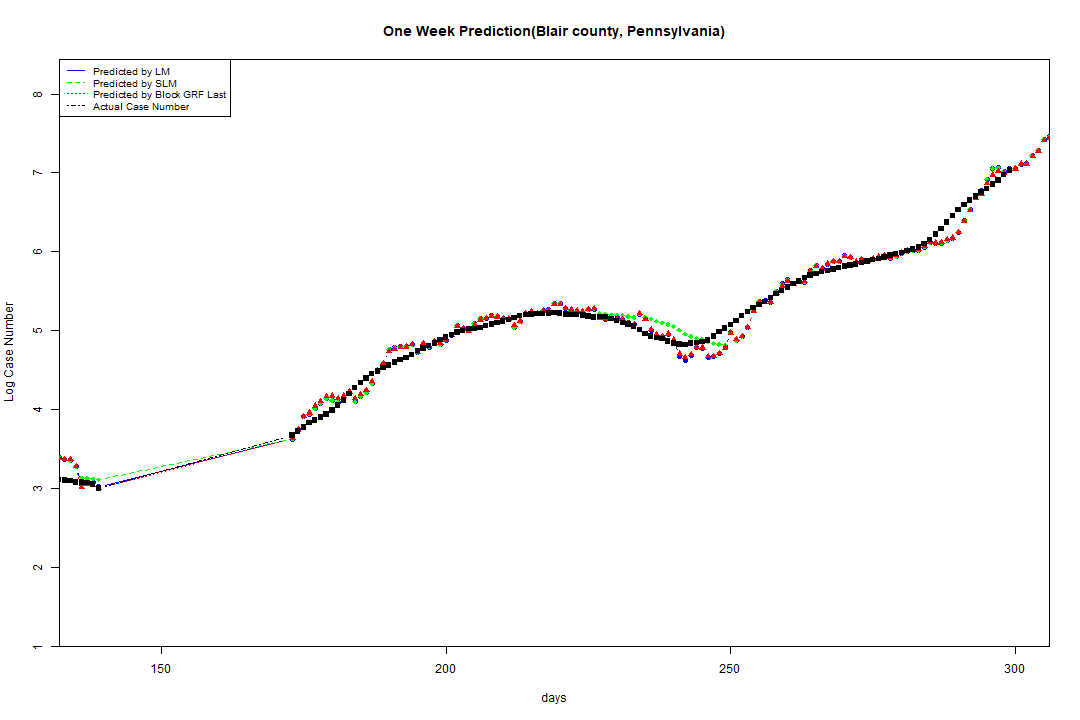 One Week Prediction(Blair county, Pennsylvania)
Predicted by LM
Predicted by SLM
Predicted by Block GRF Last
Actual Case Number
8
7
6
5
4
3
2
1
Log Case Number
150 200 250 300
days